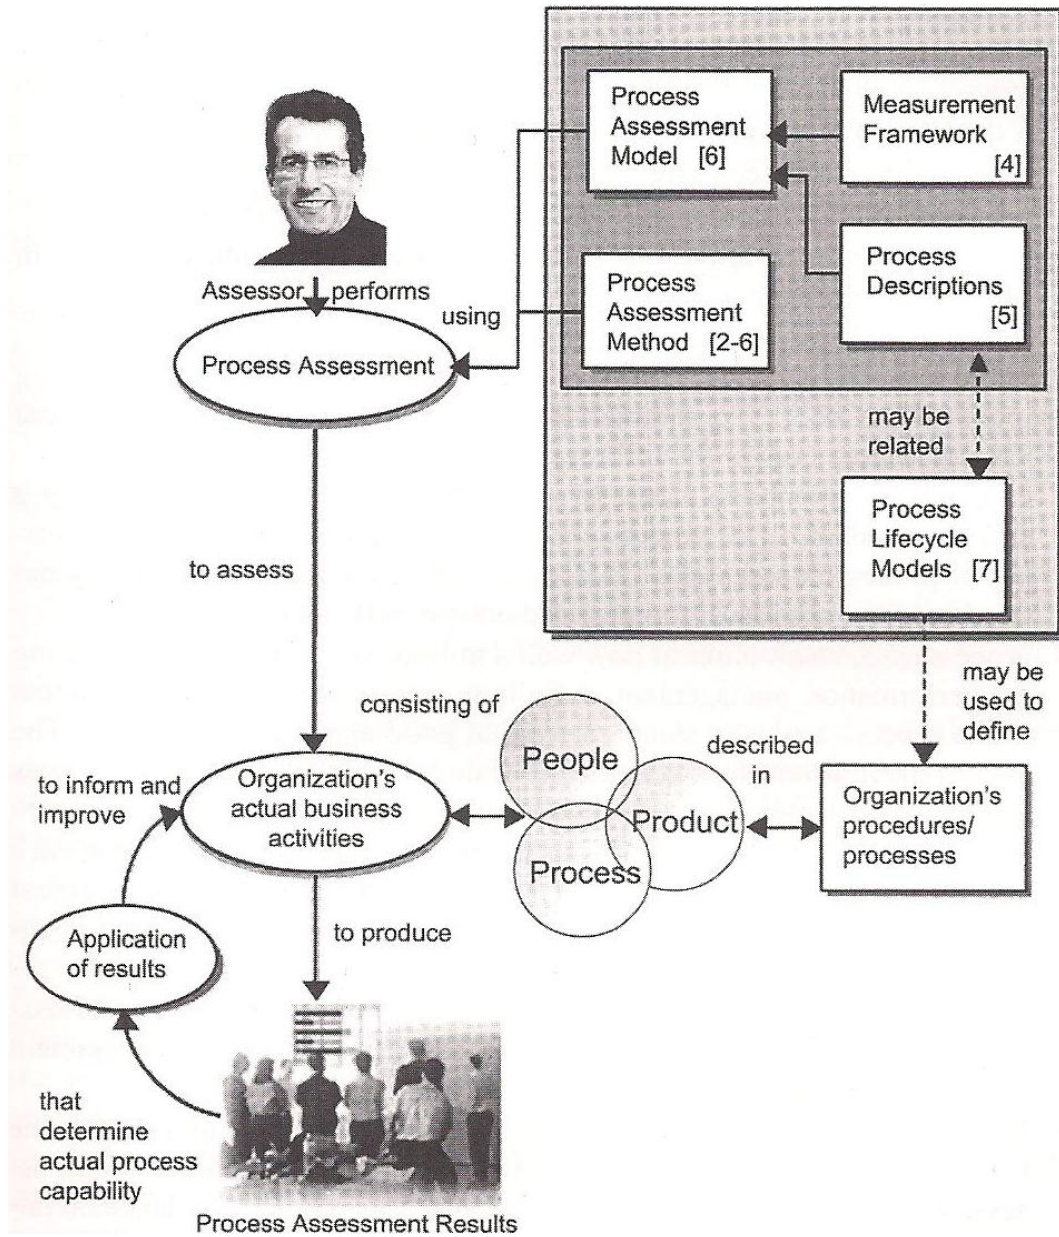 Process
Assessment
Model [6]
Measurement
Framework
[4]
Assessor performs
using
Process Assessment
Process
Assessment
Method [2-6]
Process
Descriptions
[5]
may be
related
Process
Lifecycle
Models [7]
to assess
may be
used to
define
consisting of
People
Product
Process
described
in
Organization's
procedures/
processes
to inform and
improve
Organization's
actual business
activities
to produce
Application
of results
that
determine
actual process
capability
Process Assessment Results